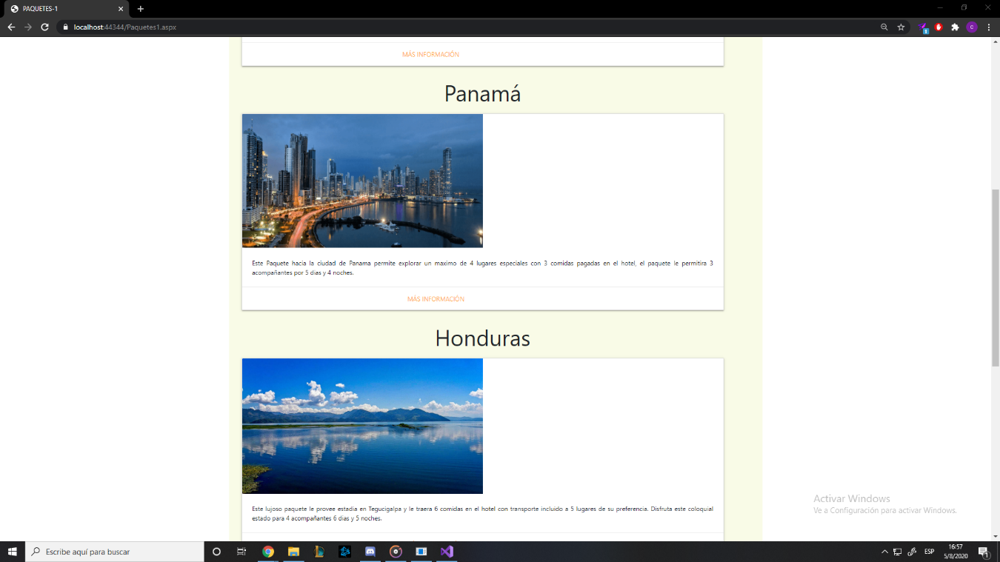 PAQUETES-1
localhost:44344/Paquetes1.aspx
MÁS INFORMACIÓN
Panamá
Este Paquete hacia la ciudad de Panama permite explorar un maximo de 4 lugares especiales con 3 comidas pagadas en el hotel, el paquete le permitira 3
acompañantes por 5 dias y 4 noches.
MÁS INFORMACIÓN
Honduras
Este lujoso paquete le provee estadia en Tegucigalpa y le traera 6 comidas en el hotel con transporte incluido a 5 lugares de su preferencia. Disfruta este coloquial
estado para 4 acompañantes 6 dias y 5 noches.
Activar Windows
Ve a Configuración para activar Windows.
Escribe aquí para buscar
ESP
16:57
5/8/2020
1